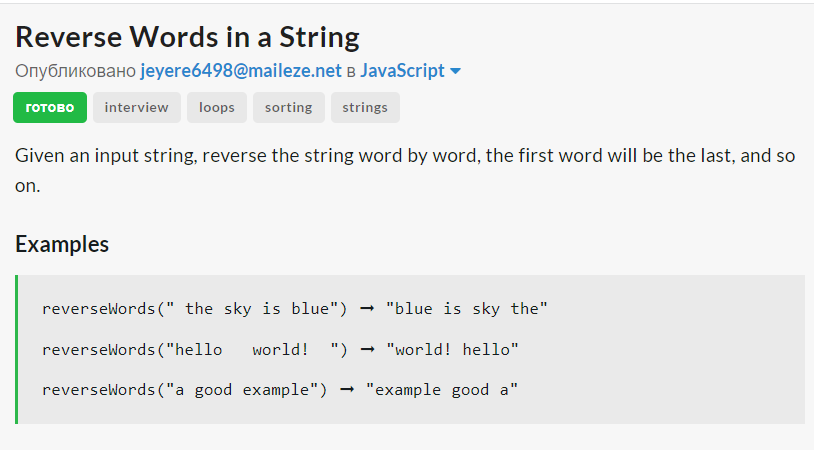 Reverse Words in a String
Опубликовано jeyere6498@maileze.net в JavaScript
готово interview loops sorting strings
Given an input string, reverse the string word by word, the first word will be the last, and so
on.
Examples
reverseWords(" the sky is blue") ➞ "blue is sky the"
reverseWords("hello   world!  ") ➞ "world! hello"
reverseWords("a good example") ➞ "example good a"